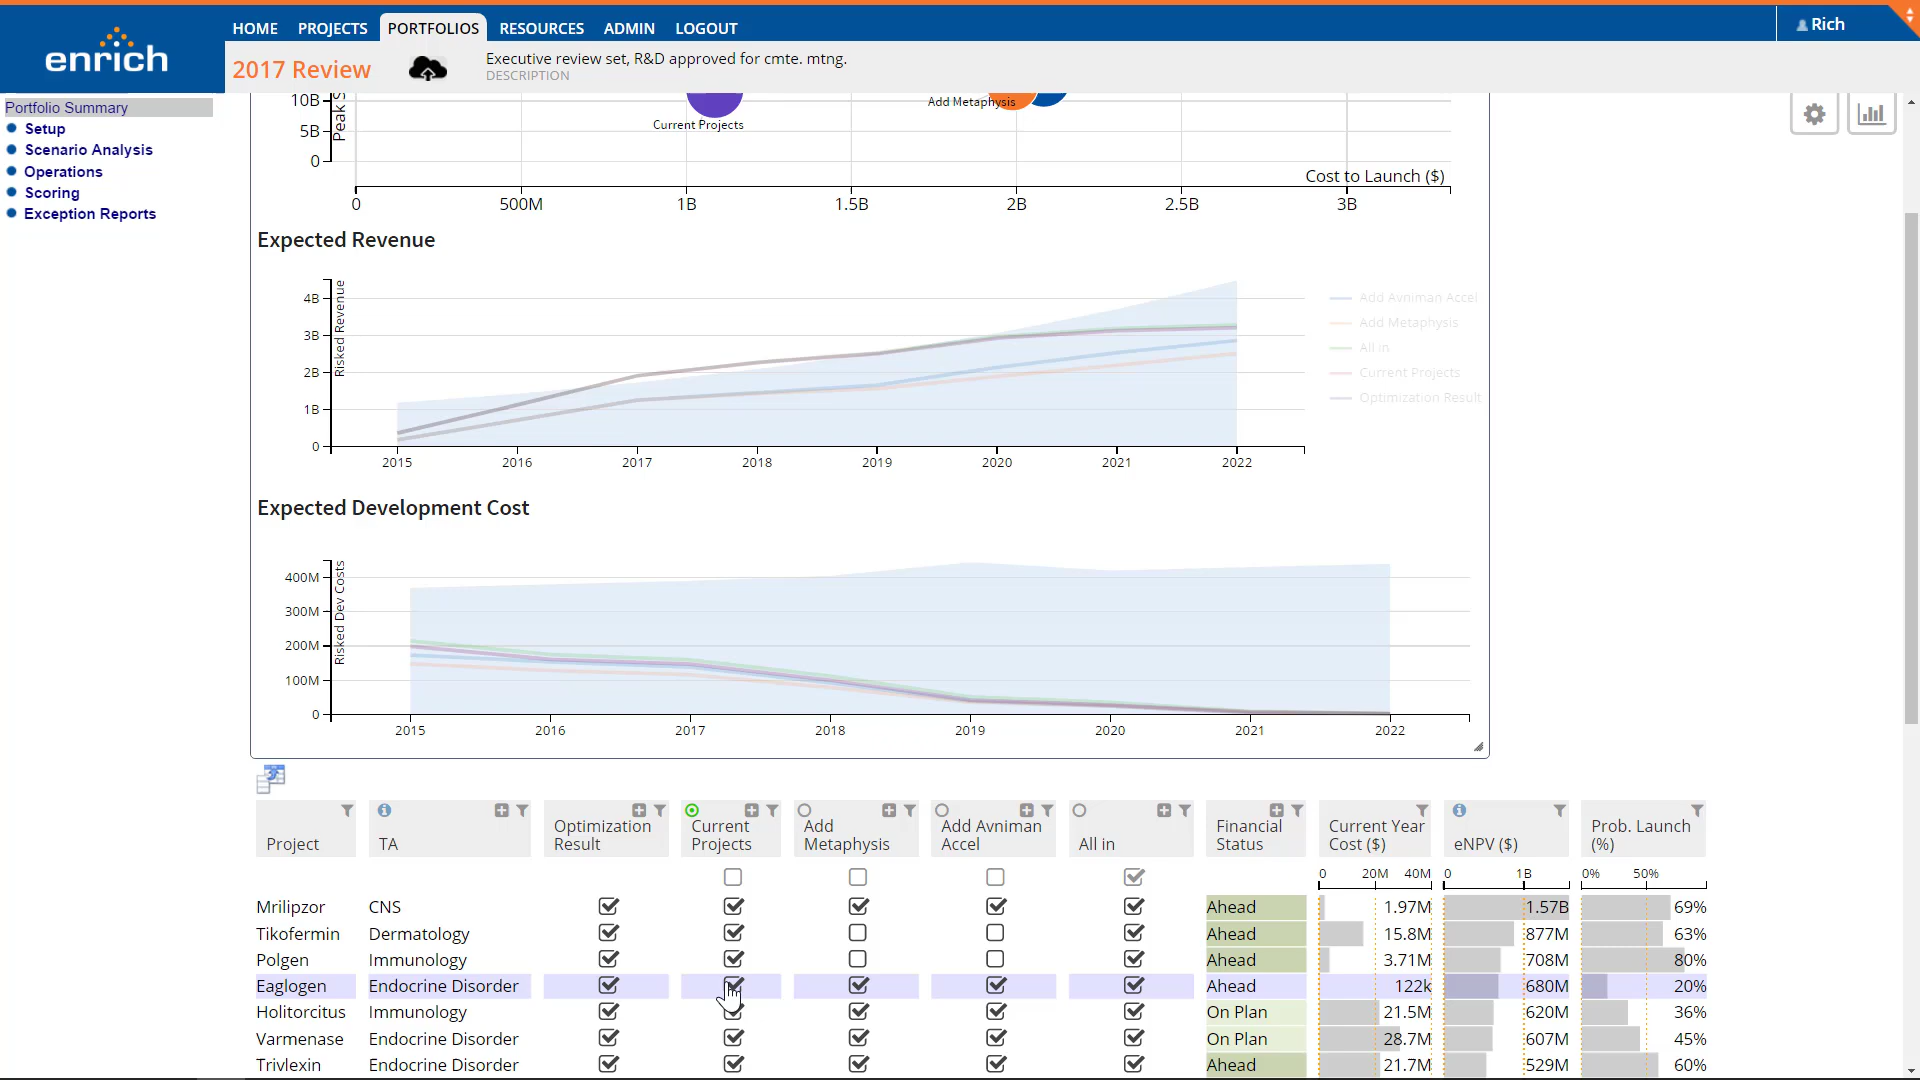 enrich
HOME PROJECTS PORTFOLIOS RESOURCES ADMIN LOGOUT
Rich
2017 Review
Executive review set, R&D approved for cmte. mtng.
DESCRIPTION
Portfolio Summary
Setup
Scenario Analysis
Operations
Scoring
Exception Reports
10B
5B
0
Peak S
Current Projects
Add Metaphysis
Cost to Launch ($)
0 500M 1B 1.5B 2B 2.5B 3B
Expected Revenue
Risked Revenue
4B
3B
2B
1B
0
2015 2016 2017 2018 2019 2020 2021 2022
Add Avniman Accel
Add Metaphysis
All in
Current Projects
Optimization Result
Expected Development Cost
Risked Dev Costs
400M
300M
200M
100M
0
2015 2016 2017 2018 2019 2020 2021 2022
Project TA Optimization Result Current Projects Add Metaphysis Add Avniman Accel All in Financial Status Current Year Cost ($) eNPV ($) Prob. Launch (%)
0 20M 40M 0 1B 0% 50%
Mrilipzor CNS Ahead 1.97M 1.57B 69%
Tikofermin Dermatology Ahead 15.8M 877M 63%
Polgen Immunology Ahead 3.71M 708M 80%
Eaglogen Endocrine Disorder Ahead 122k 680M 20%
Holitorcitus Immunology On Plan 21.5M 620M 36%
Varmenase Endocrine Disorder On Plan 28.7M 607M 45%
Trivlexin Endocrine Disorder Ahead 21.7M 529M 60%